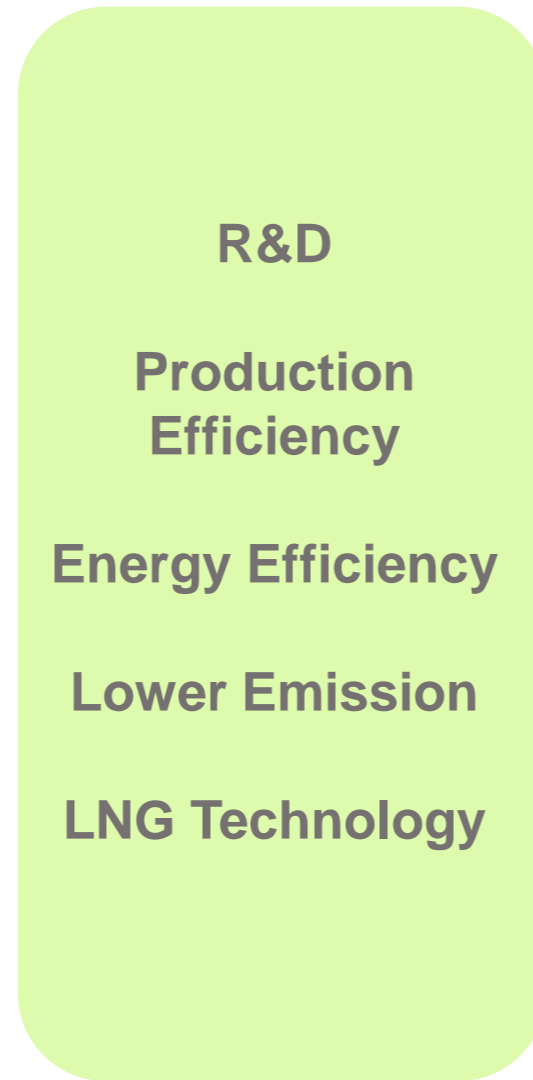 R&D
Production
Efficiency
Energy Efficiency
Lower Emission
LNG Technology